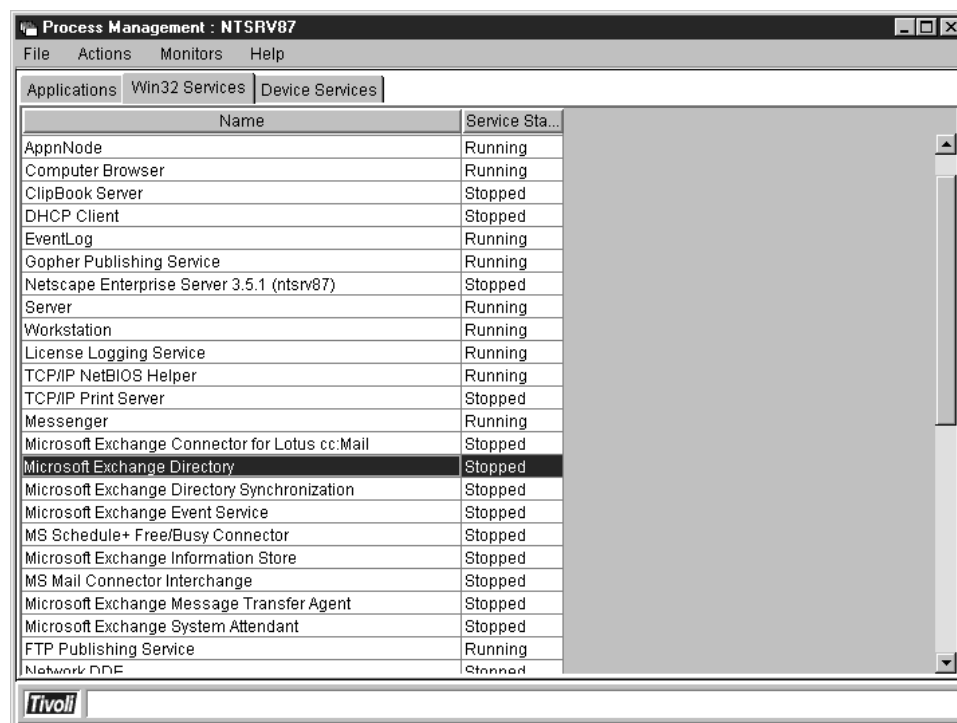 Process Management : NTSRV87
File Actions Monitors Help
Applications Win32 Services Device Services
Name Service Sta...
AppnNode Running
Computer Browser Running
ClipBook Server Stopped
DHCP Client Stopped
EventLog Running
Gopher Publishing Service Running
Netscape Enterprise Server 3.5.1 (ntsrv87) Stopped
Server Running
Workstation Running
License Logging Service Running
TCP/IP NetBIOS Helper Running
TCP/IP Print Server Stopped
Messenger Running
Microsoft Exchange Connector for Lotus cc:Mail Stopped
Microsoft Exchange Directory Stopped
Microsoft Exchange Directory Synchronization Stopped
Microsoft Exchange Event Service Stopped
MS Schedule+ Free/Busy Connector Stopped
Microsoft Exchange Information Store Stopped
MS Mail Connector Interchange Stopped
Microsoft Exchange Message Transfer Agent Stopped
Microsoft Exchange System Attendant Stopped
FTP Publishing Service Running
Network DDE Stopped
Tivoli